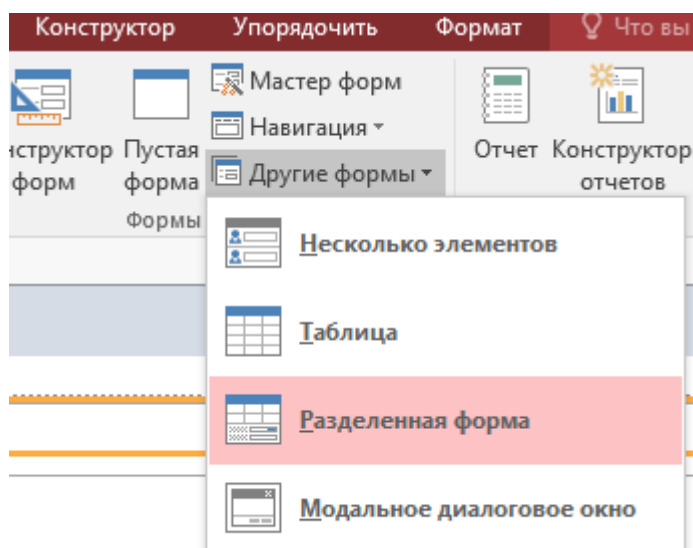 Конструктор Упорядочить Формат Что вы
Мастер форм
Навигация
Другие формы
Пустая форма
форм
Отчет Конструктор отчетов
Формы
Несколько элементов
Таблица
Разделенная форма
Модальное диалоговое окно